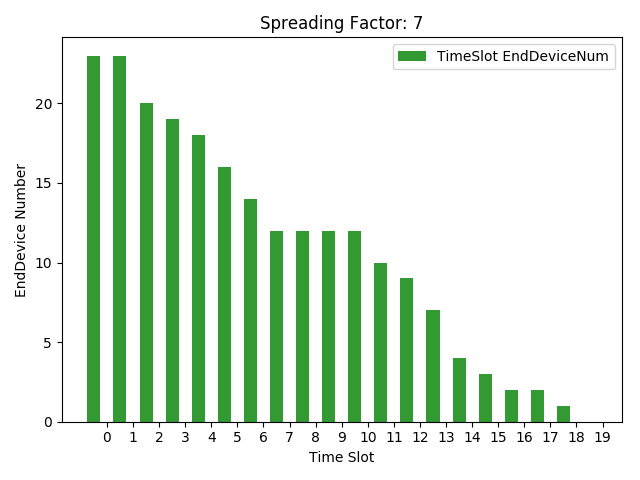 Spreading Factor: 7
TimeSlot EndDeviceNum
EndDevice Number
20
15
10
5
0
0 1 2 3 4 5 6 7 8 9 10 11 12 13 14 15 16 17 18 19
Time Slot